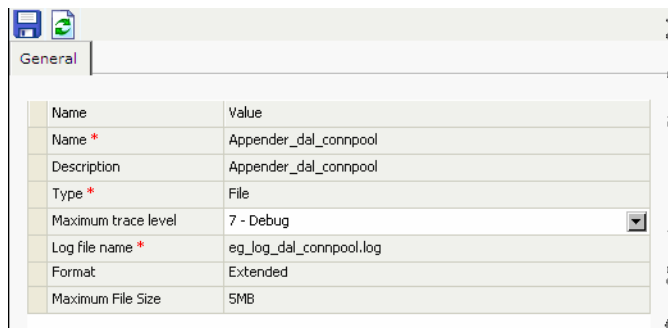 General
Name Value
Name * Appender_dal_connpool
Description Appender_dal_connpool
Type * File
Maximum trace level 7 - Debug
Log file name * eg_log_dal_connpool.log
Format Extended
Maximum File Size 5MB